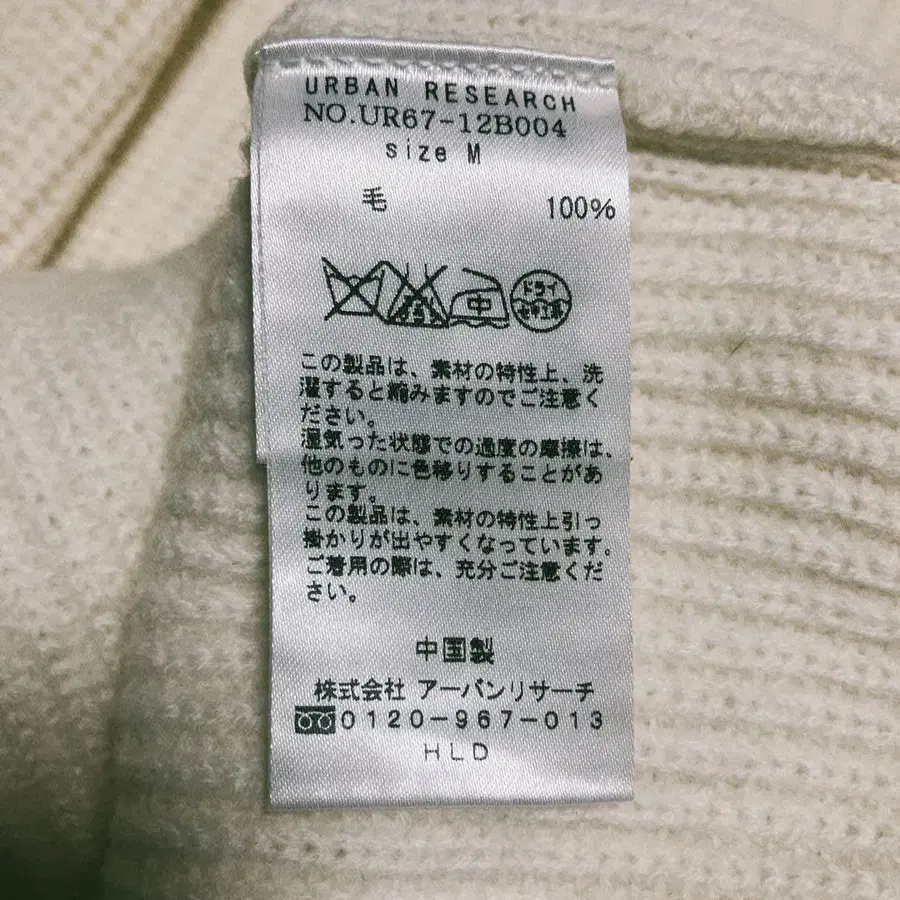 URBAN RESEARCH
NO.UR67-12B004
size M
毛 100%
中 ドライ
セキユ系
この製品は、素材の特性上、洗
濯すると縮みますのでご注意く
ださい。
湿気った状態での過度の摩擦は、
他のものに色移りすることがあ
ります。
この製品は、素材の特性上引っ
掛かりが出やすくなっています。
ご着用の際は、充分ご注意くだ
さい。
中国製
株式会社 アーバンリサーチ
0120-967-013
HLD